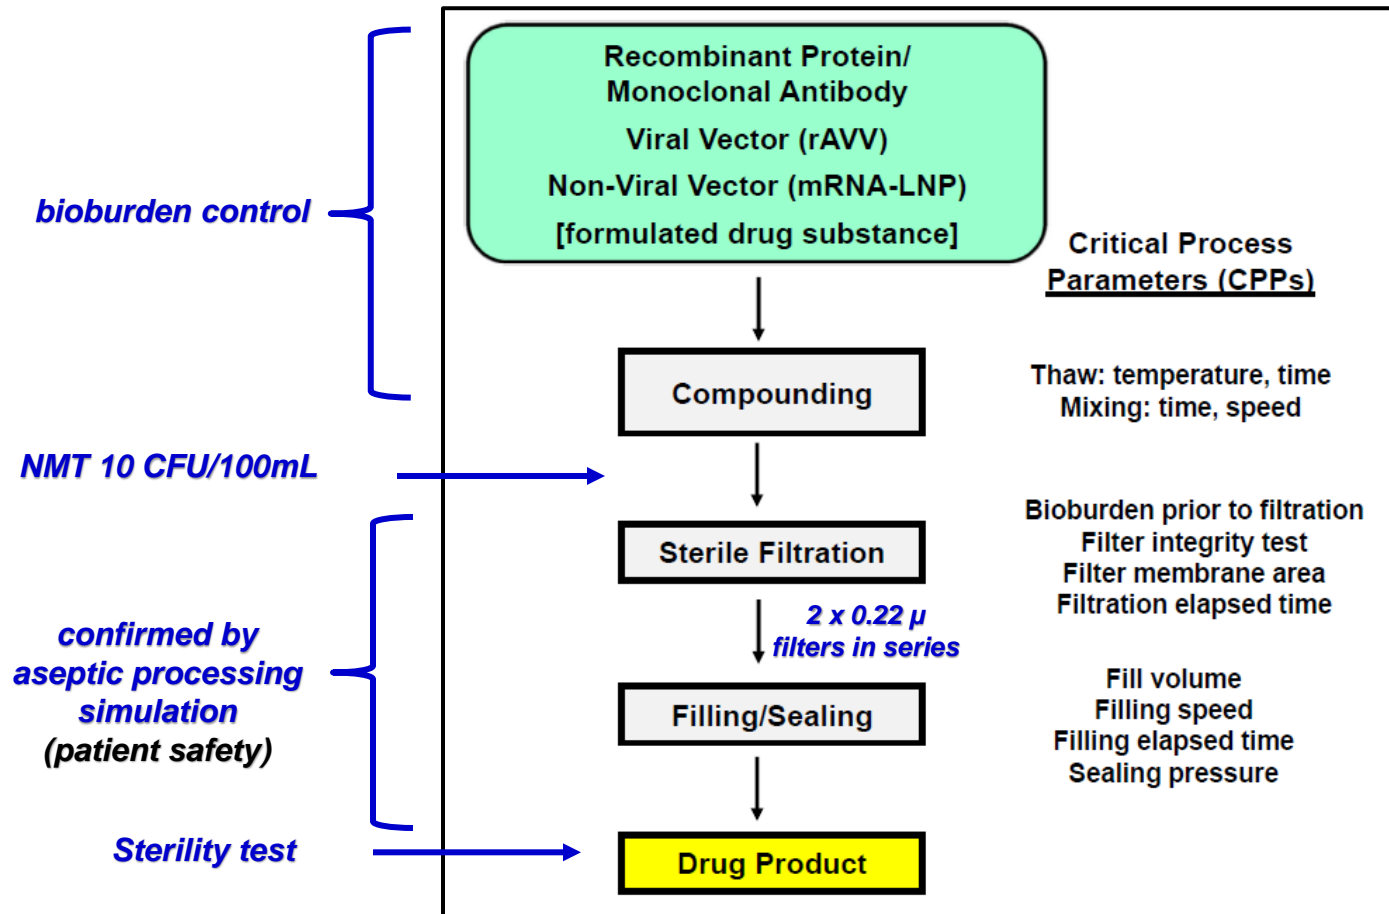 Recombinant Protein/
Monoclonal Antibody
Viral Vector (rAVV)
Non-Viral Vector (mRNA-LNP)
[formulated drug substance]
bioburden control
Critical Process
Parameters (CPPs)
Compounding
Thaw: temperature, time
Mixing: time, speed
NMT 10 CFU/100mL
Sterile Filtration
Bioburden prior to filtration
Filter integrity test
Filter membrane area
Filtration elapsed time
2 x 0.22 µ
filters in series
confirmed by
aseptic processing
simulation
(patient safety)
Filling/Sealing
Fill volume
Filling speed
Filling elapsed time
Sealing pressure
Sterility test
Drug Product